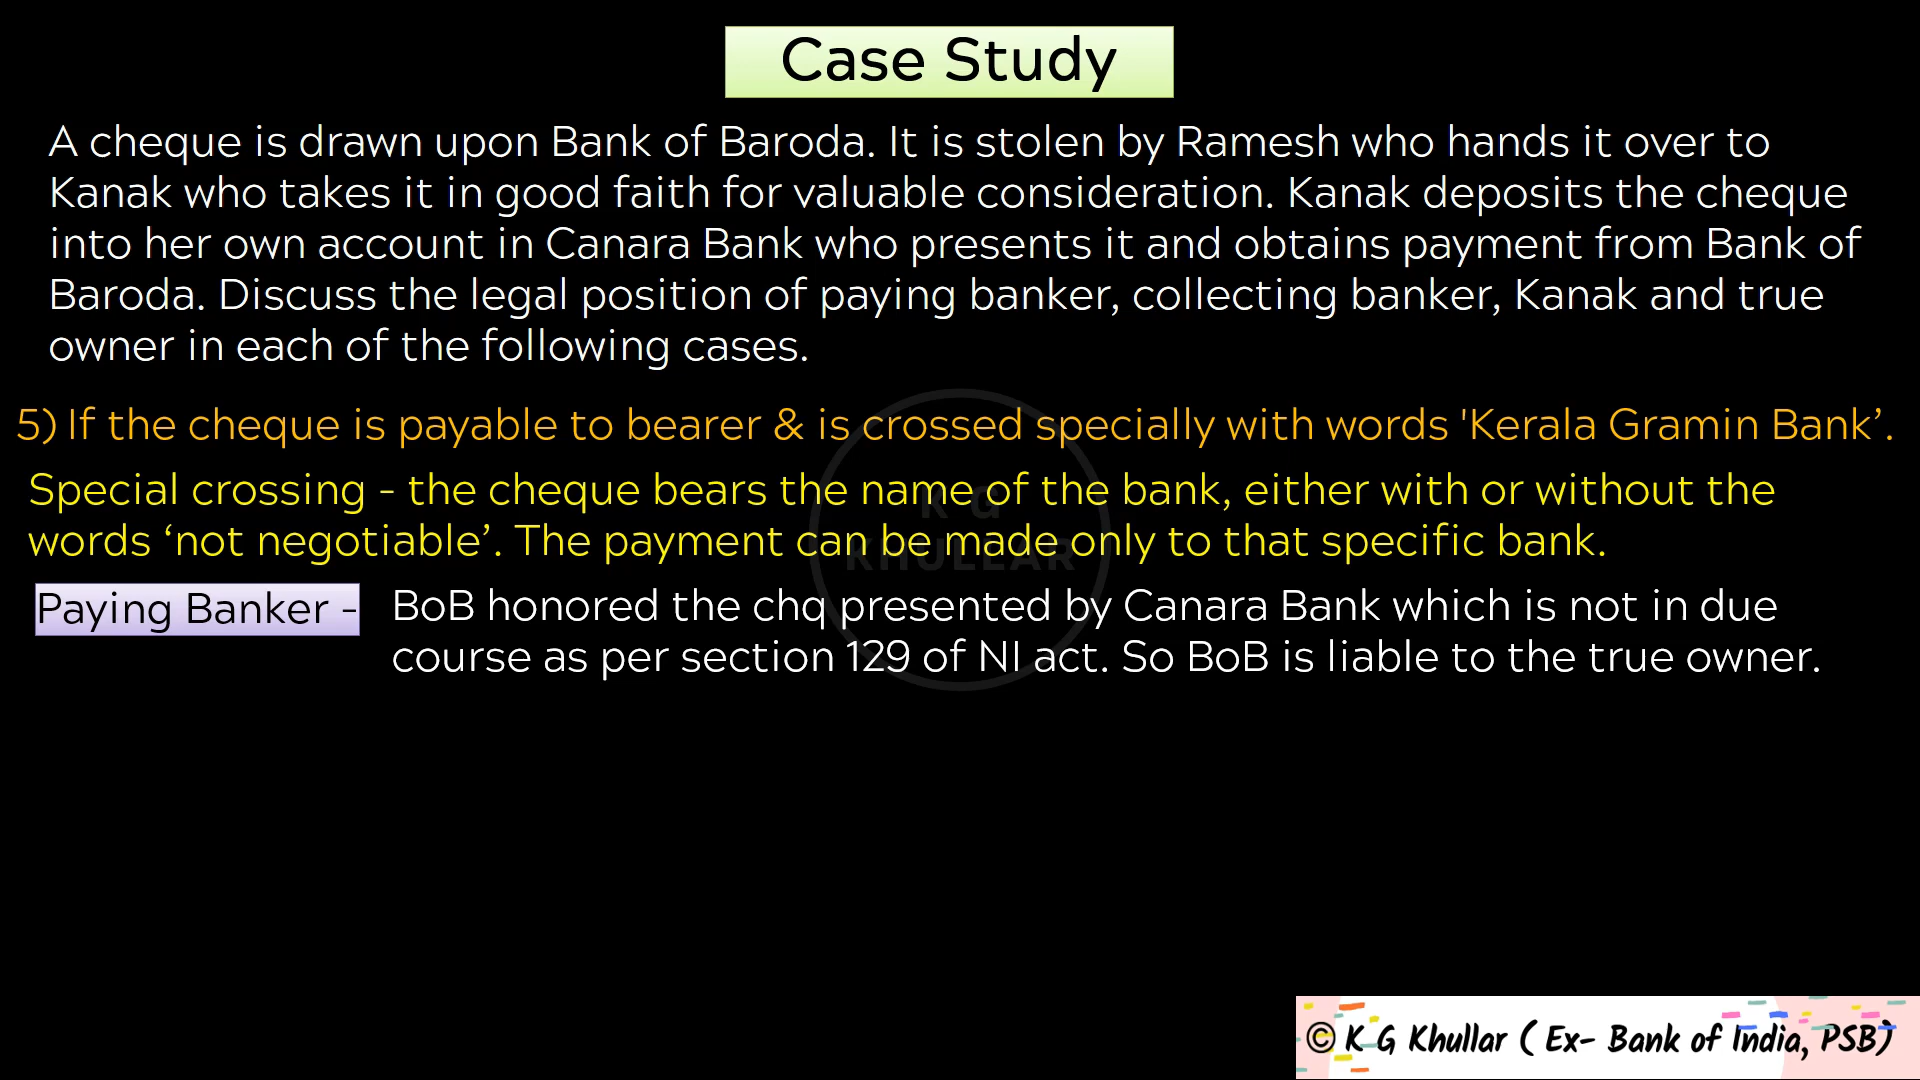 Case Study
A cheque is drawn upon Bank of Baroda. It is stolen by Ramesh who hands it over to
Kanak who takes it in good faith for valuable consideration. Kanak deposits the cheque
into her own account in Canara Bank who presents it and obtains payment from Bank of
Baroda. Discuss the legal position of paying banker, collecting banker, Kanak and true
owner in each of the following cases.
5) If the cheque is payable to bearer & is crossed specially with words 'Kerala Gramin Bank’.
Special crossing - the cheque bears the name of the bank, either with or without the
words ‘not negotiable’. The payment can be made only to that specific bank.
K G
KHULLAR
Paying Banker - BoB honored the chq presented by Canara Bank which is not in due
course as per section 129 of NI act. So BoB is liable to the true owner.
© K G Khullar ( Ex- Bank of India, PSB)